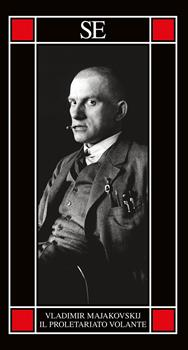 SE
VLADIMIR MAJAKOVSKIJ
IL PROLETARIATO VOLANTE